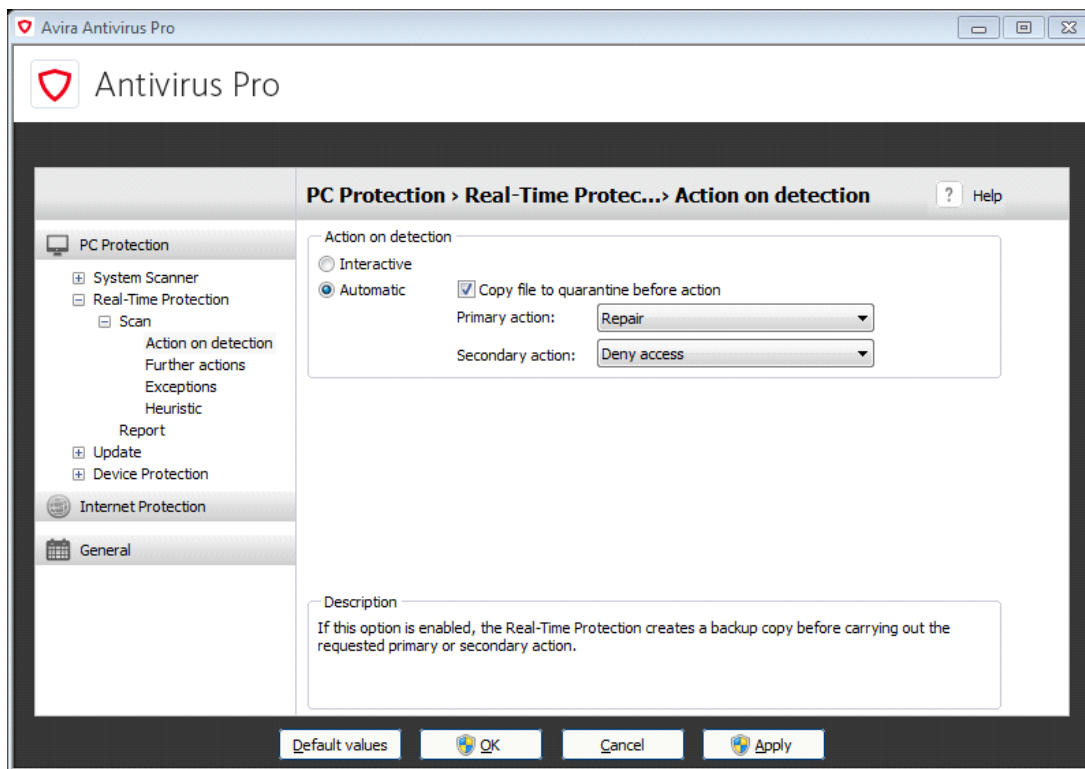 Avira Antivirus Pro
Antivirus Pro
PC Protection › Real-Time Protec...› Action on detection
? Help
PC Protection
System Scanner
Real-Time Protection
Scan
Action on detection
Further actions
Exceptions
Heuristic
Report
Update
Device Protection
Internet Protection
General
Action on detection
Interactive
Automatic
Copy file to quarantine before action
Primary action: Repair
Secondary action: Deny access
Description
If this option is enabled, the Real-Time Protection creates a backup copy before carrying out the
requested primary or secondary action.
Default values OK Cancel Apply